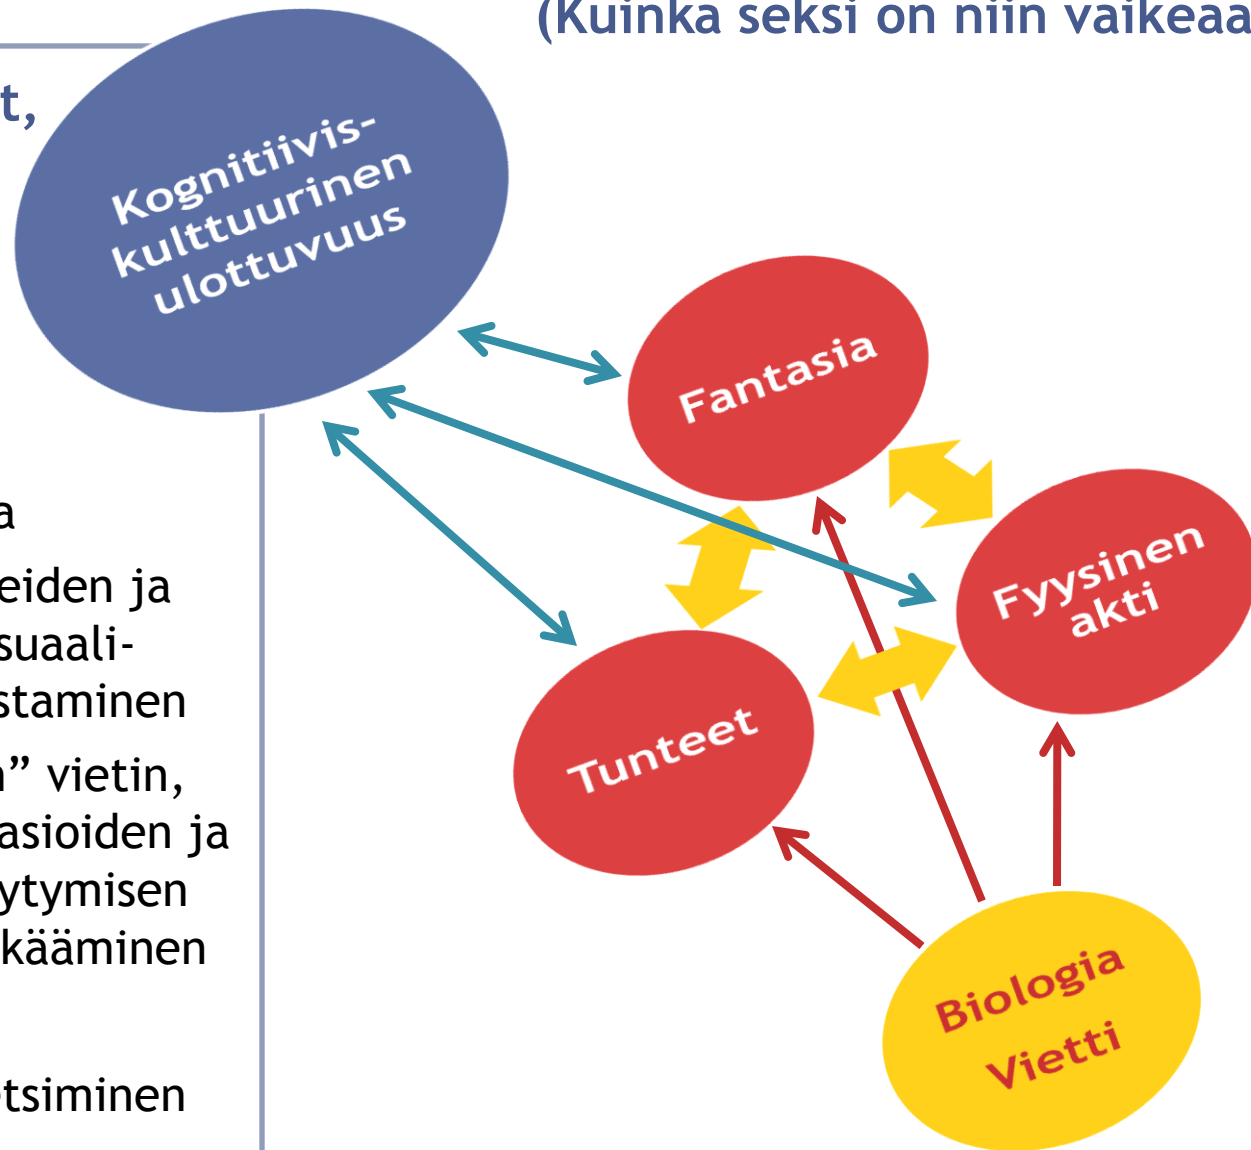 (Kuinka seksi on niin vaikeaa
t,
Kognitiivis-
kulttuurinen
ulottuvuus
Fantasia
a
eiden ja
suaali-
staminen
Fyysinen
akti
Tunteet
n” vietin,
asioiden ja
ytymisen
kääminen
Biologia
Vietti
etsiminen